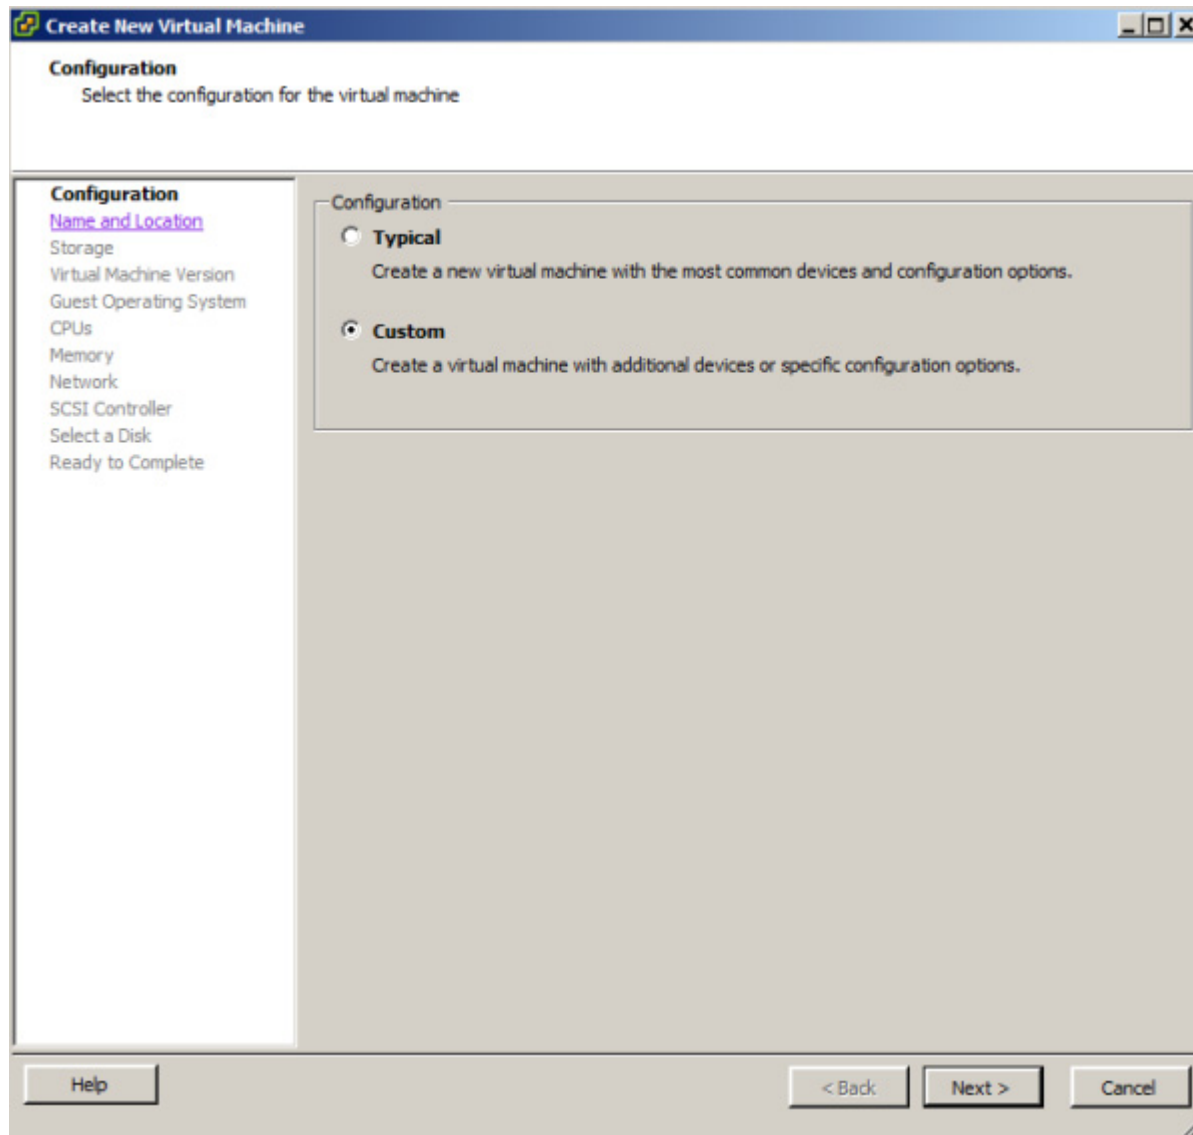 Create New Virtual Machine
Configuration
Select the configuration for the virtual machine
Configuration
Name and Location
Storage
Virtual Machine Version
Guest Operating System
CPUs
Memory
Network
SCSI Controller
Select a Disk
Ready to Complete
Configuration
Typical
Create a new virtual machine with the most common devices and configuration options.
Custom
Create a virtual machine with additional devices or specific configuration options.
Help
< Back
Next >
Cancel